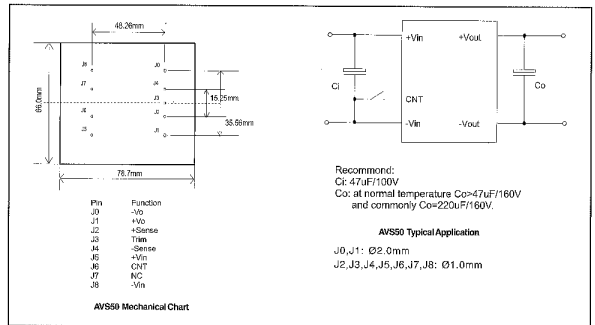 48.26mm
J8
J0
J7
J4
J3
J6
J2
J5
J1
66.0mm
15.25mm
35.56mm
78.7mm
Pin Function
J0 -Vo
J1 +Vo
J2 +Sense
J3 Trim
J4 -Sense
J5 +Vin
J6 CNT
J7 NC
J8 -Vin
AVS50 Mechanical Chart
+Vin +Vout
Ci
Co
CNT
-Vin -Vout
Recommond:
Ci: 47uF/100V
Co: at normal temperature Co>47uF/160V
and commonly Co=220uF/160V.
AVS50 Typical Application
J0,J1: Ø2.0mm
J2,J3,J4,J5,J6,J7,J8: Ø1.0mm